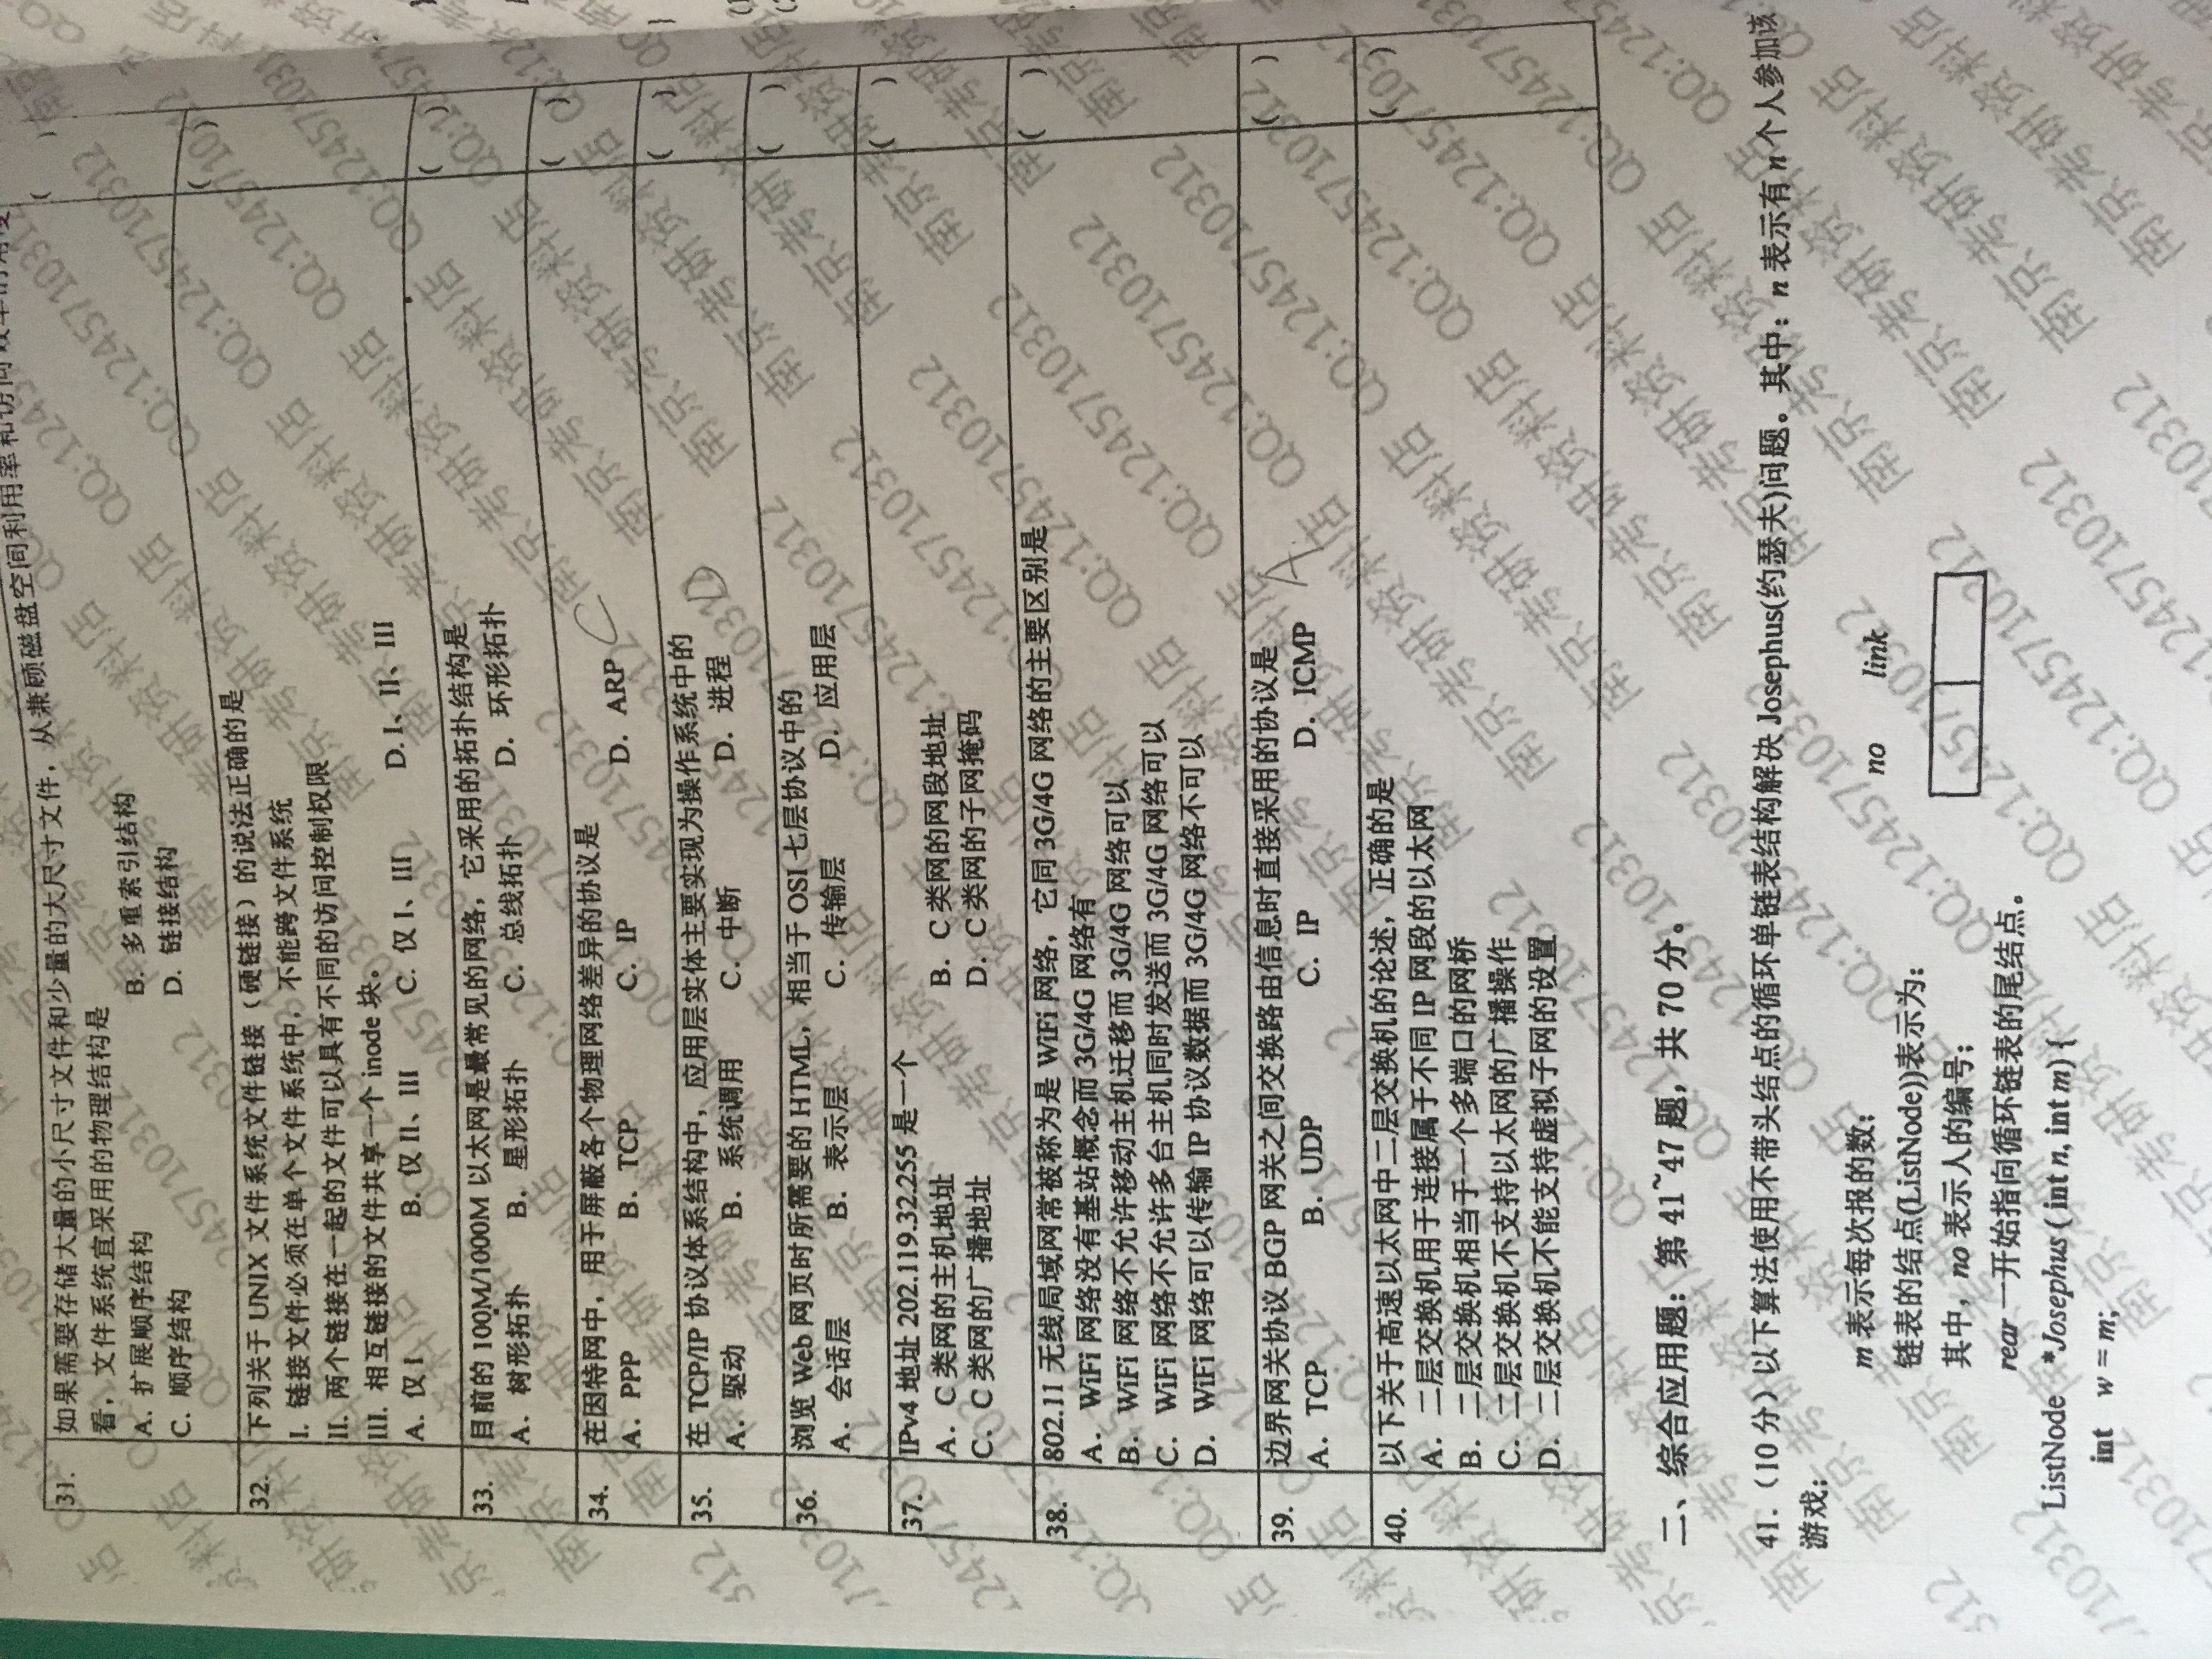 31. 如果需要存储大量的小尺寸文件和少量的大尺寸文件，从兼顾磁盘空间利用率和访问效率的角度
看，文件系统宜采用的物理结构是
A. 扩展顺序结构 B. 多重索引结构
C. 顺序结构 D. 链接结构
( )
32. 下列关于 UNIX 文件系统文件链接（硬链接）的说法正确的是
I. 链接文件必须在单个文件系统中，不能跨文件系统
II. 两个链接在一起的文件可以具有不同的访问控制权限
III. 相互链接的文件共享一个 inode 块。
A. 仅 I B. 仅 II、III C. 仅 I、III D. I、II、III
( )
33. 目前的 100M/1000M 以太网是最常见的网络，它采用的拓扑结构是
A. 树形拓扑 B. 星形拓扑 C. 总线拓扑 D. 环形拓扑
( )
34. 在因特网中，用于屏蔽各个物理网络差异的协议是
A. PPP B. TCP C. IP D. ARP C
( )
35. 在 TCP/IP 协议体系结构中，应用层实体主要实现为操作系统中的
A. 驱动 B. 系统调用 C. 中断 D. 进程 D
( )
36. 浏览 Web 网页时所需要的 HTML，相当于 OSI 七层协议中的
A. 会话层 B. 表示层 C. 传输层 D. 应用层
( )
37. IPv4 地址 202.119.32.255 是一个
A. C 类网的主机地址 B. C 类网的网段地址
C. C 类网的广播地址 D. C 类网的子网掩码
( )
38. 802.11 无线局域网常被称为是 WiFi 网络，它同 3G/4G 网络的主要区别是
A. WiFi 网络没有基站概念而 3G/4G 网络有
B. WiFi 网络不允许移动主机迁移而 3G/4G 网络可以
C. WiFi 网络不允许多台主机同时发送而 3G/4G 网络可以
D. WiFi 网络可以传输 IP 协议数据而 3G/4G 网络不可以
( )
39. 边界网关协议 BGP 网关之间交换路由信息时直接采用的协议是
A. TCP B. UDP C. IP D. ICMP A
( )
40. 以下关于高速以太网中二层交换机的论述，正确的是
A. 二层交换机用于连接属于不同 IP 网段的以太网
B. 二层交换机相当于一个多端口的网桥
C. 二层交换机不支持以太网的广播操作
D. 二层交换机不能支持虚拟子网的设置
( )
二、综合应用题：第 41~47 题，共 70 分。
41.（10 分）以下算法使用不带头结点的循环单链表结构解决 Josephus(约瑟夫)问题。其中：n 表示有 n 个人参加该
游戏；
m 表示每次报的数；
no link
链表的结点(ListNode))表示为：
其中，no 表示人的编号；
rear 一开始指向循环链表的尾结点。
ListNode *Josephus ( int n, int m) {
int w = m;
南京考研资料店 QQ:1245710312